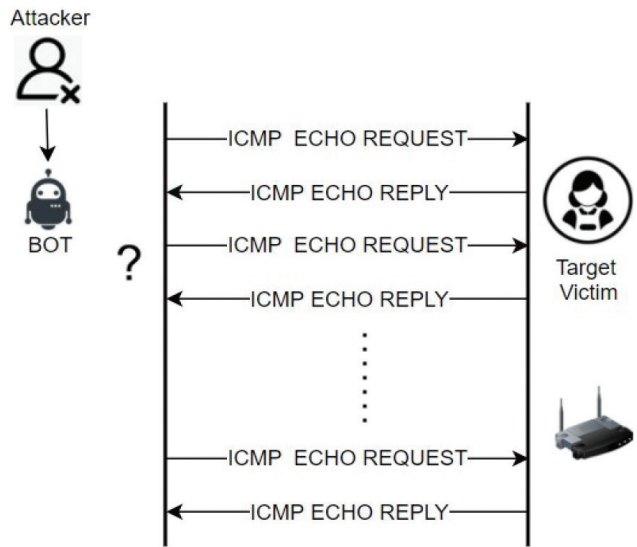 Attacker
ICMP ECHO REQUEST
ICMP ECHO REPLY
BOT
ICMP ECHO REQUEST
?
Target
Victim
ICMP ECHO REPLY
ICMP ECHO REQUEST
ICMP ECHO REPLY